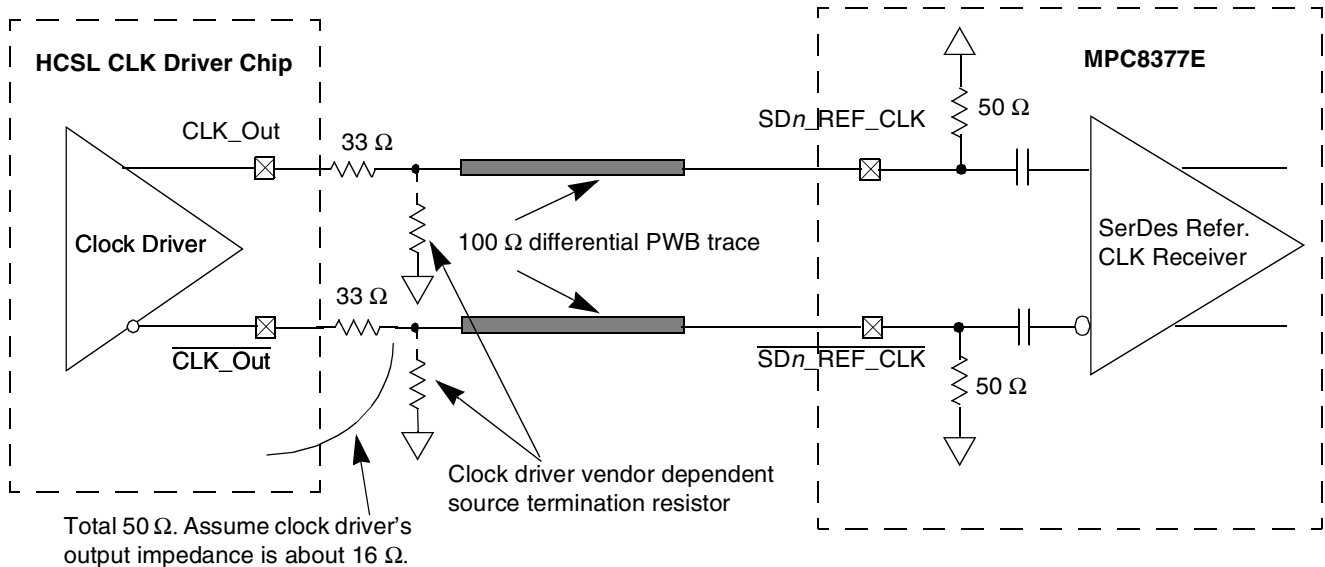 HCSL CLK Driver Chip
MPC8377E
CLK_Out
33 Ω
SDn_REF_CLK
50 Ω
Clock Driver
100 Ω differential PWB trace
SerDes Refer.
CLK Receiver
33 Ω
CLK_Out
SDn_REF_CLK
50 Ω
Clock driver vendor dependent
source termination resistor
Total 50 Ω. Assume clock driver's
output impedance is about 16 Ω.